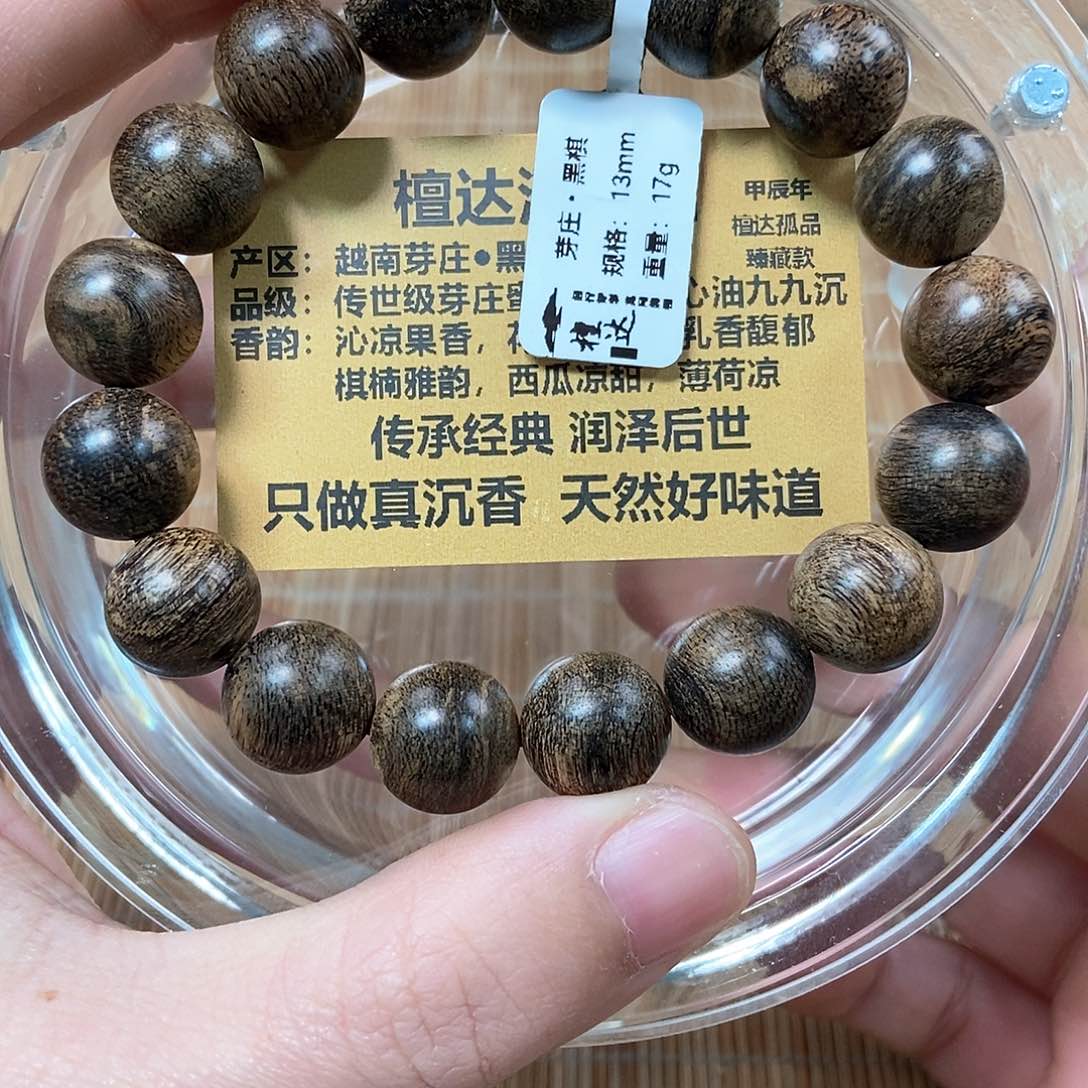 檀达
甲辰年
檀达孤品
臻藏款
产区：越南芽庄•黑
品级：传世级芽庄 心油九九沉
香韵：沁凉果香， 乳香馥郁
棋楠雅韵，西瓜凉甜，薄荷凉
传承经典 润泽后世
只做真沉香 天然好味道
芽庄·黑棋
规格：13mm
重量：17g
檀达